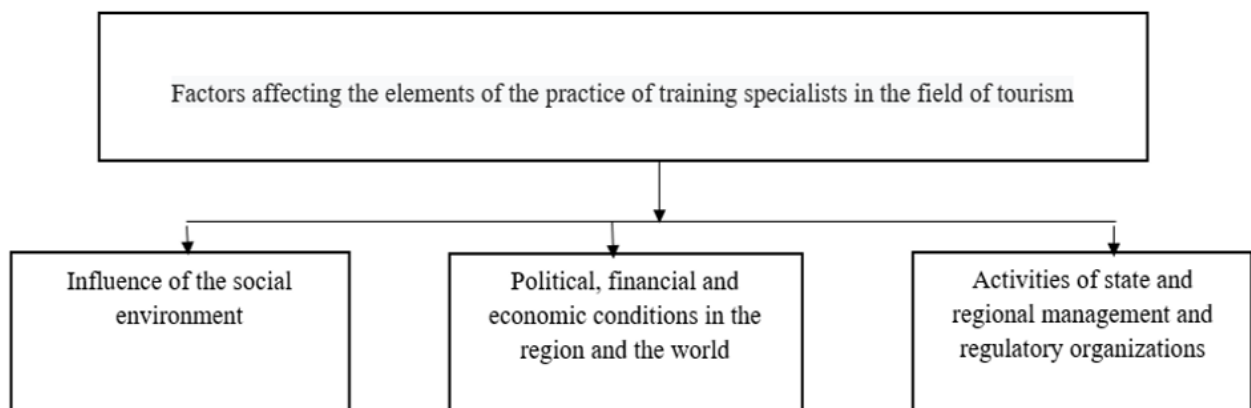 Factors affecting the elements of the practice of training specialists in the field of tourism
Influence of the social
environment
Political, financial and
economic conditions in the
region and the world
Activities of state and
regional management and
regulatory organizations